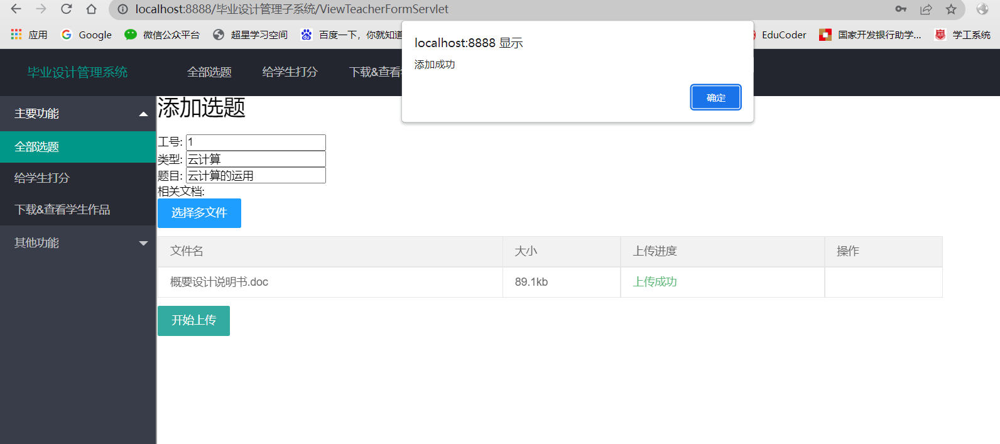 localhost:8888/毕业设计管理子系统/ViewTeacherFormServlet
应用 Google 微信公众平台 超星学习空间 百度一下，你就知道 EduCoder 国家开发银行助学... 学工系统
localhost:8888 显示
添加成功
确定
毕业设计管理系统 全部选题 给学生打分 下载&查看
主要功能
全部选题
给学生打分
下载&查看学生作品
其他功能
添加选题
工号: 1
类型: 云计算
题目: 云计算的运用
相关文档:
选择多文件
文件名 大小 上传进度 操作
概要设计说明书.doc 89.1kb 上传成功
开始上传